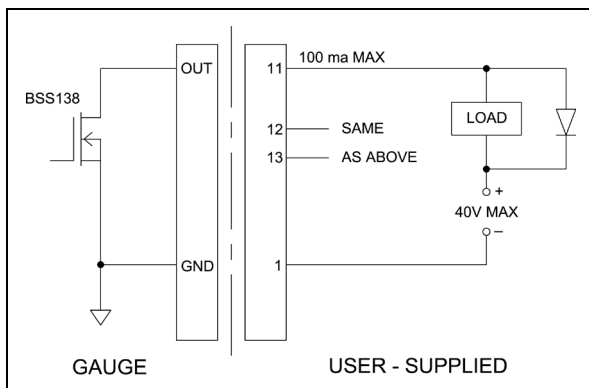 BSS138
OUT
11
100 ma MAX
LOAD
12
SAME
13
AS ABOVE
+
40V MAX
–
GND
1
GAUGE
USER - SUPPLIED